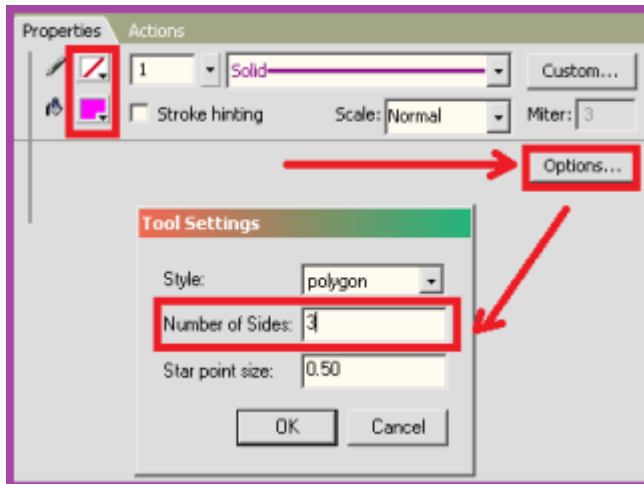 Properties Actions
1 Solid Custom...
Stroke hinting Scale: Normal Miter: 3
Options...
Tool Settings
Style: polygon
Number of Sides: 3
Star point size: 0.50
OK Cancel